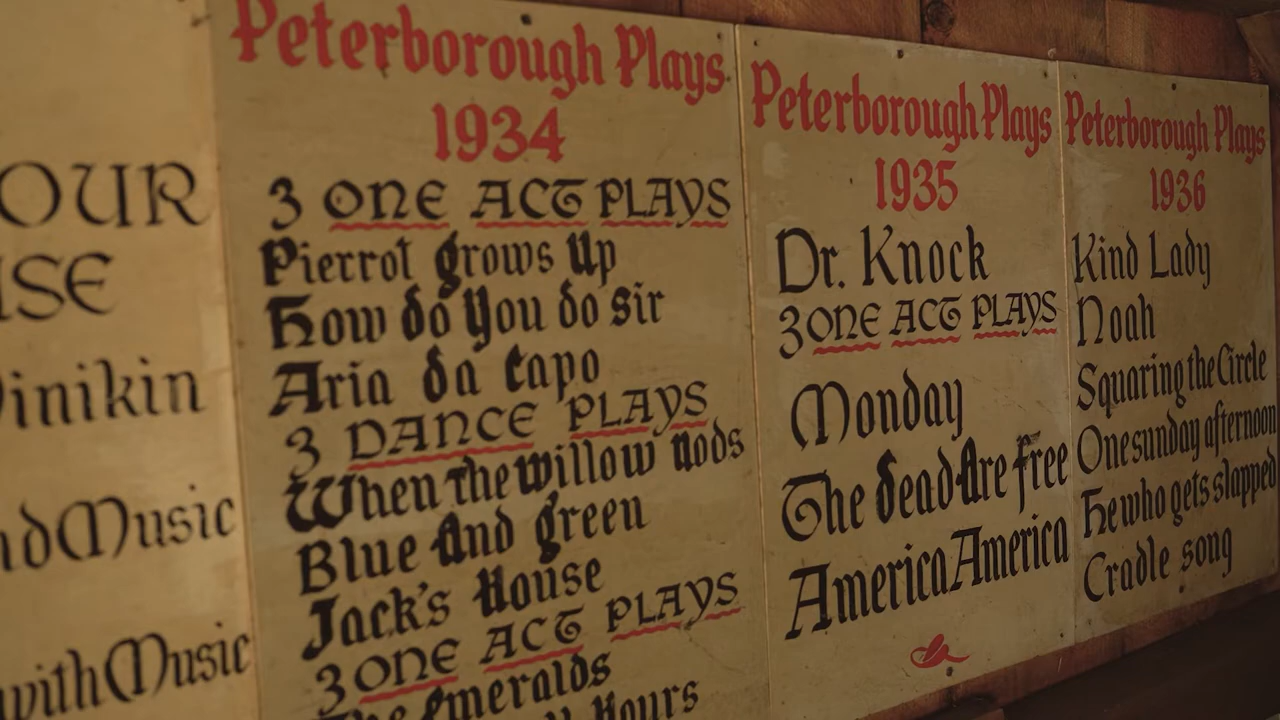 OUR
ISE
inikin
nd Music
with Music
Peterborough Plays
1934
3 ONE ACT PLAYS
Pierrot grows Up
How do You do sir
Aria da capo
3 DANCE PLAYS
When the willow nods
Blue And green
Jack's House
3 ONE ACT PLAYS
The Emeralds
Hours
Peterborough Plays
1935
Dr. Knock
3 ONE ACT PLAYS
Monday
The dead Are free
America America
Peterborough Plays
1936
Kind Lady
Noah
Squaring the Circle
One sunday afternoon
He who gets slapped
Cradle song